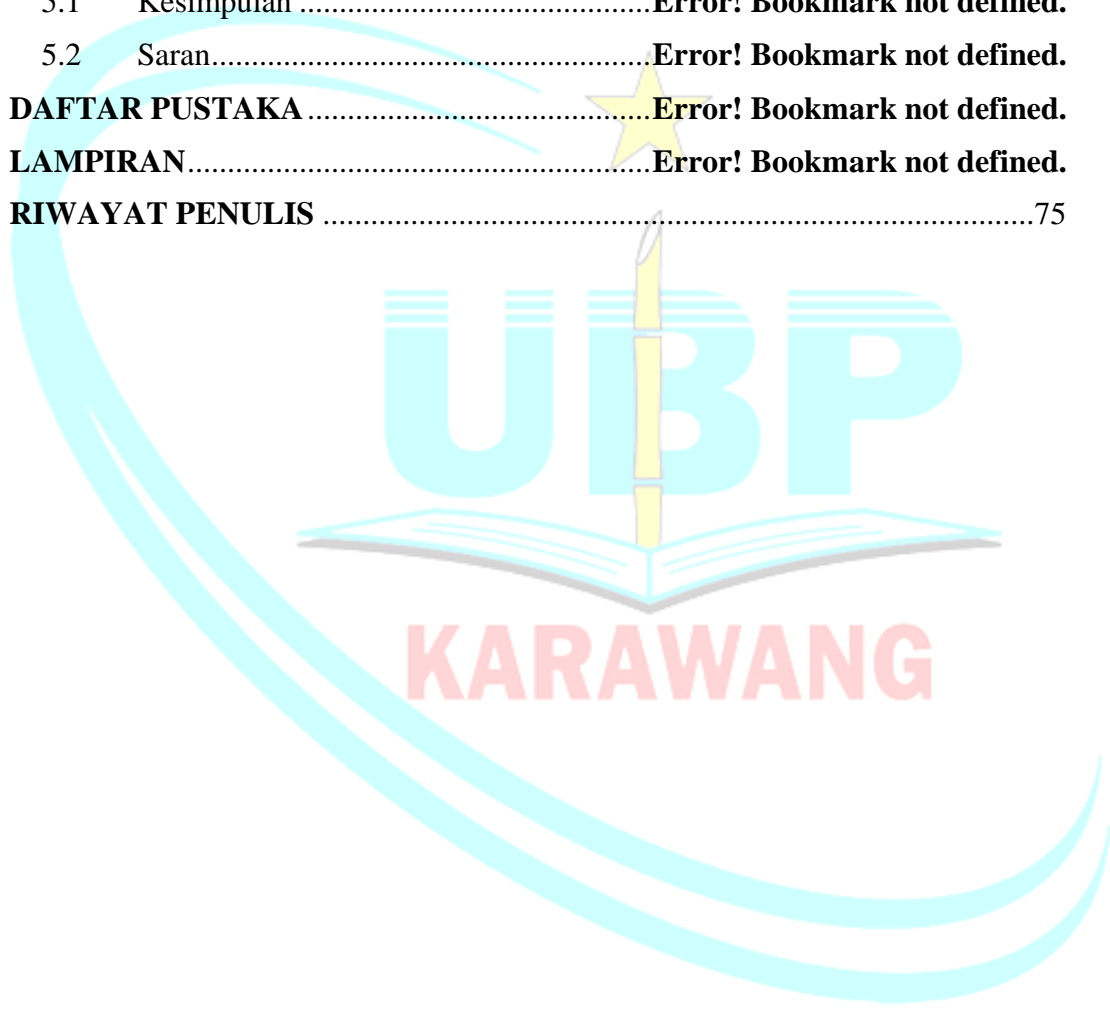 5.1 Kesimpulan ..................................................Error! Bookmark not defined.
5.2 Saran...............................................................Error! Bookmark not defined.
DAFTAR PUSTAKA ..................................................Error! Bookmark not defined.
LAMPIRAN..................................................................Error! Bookmark not defined.
RIWAYAT PENULIS ..........................................................................................75
UBP
KARAWANG